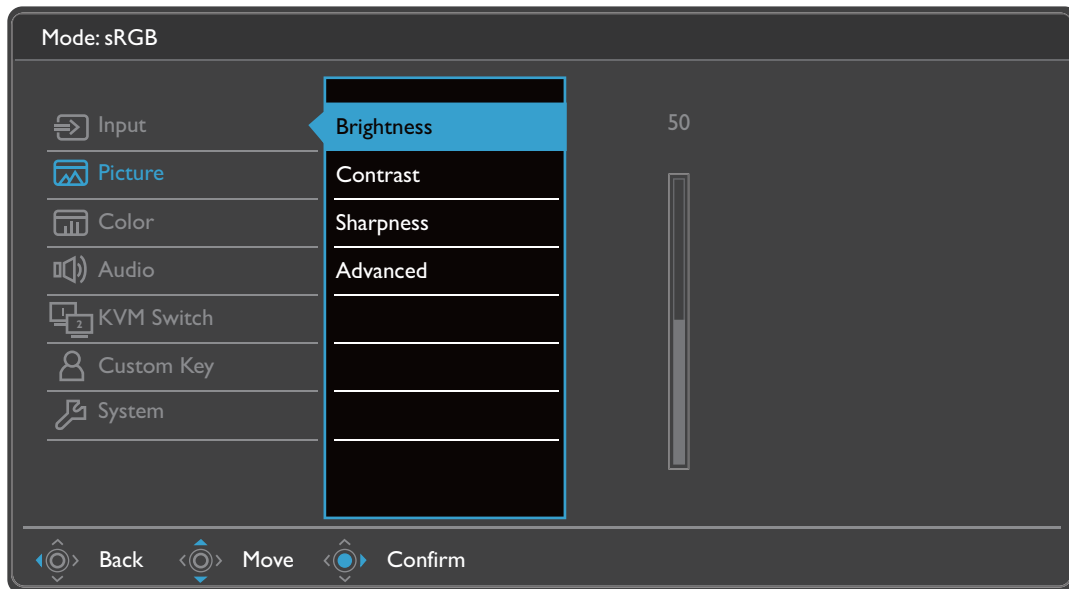 Mode: sRGB
Input
Picture
Color
Audio
1
2
KVM Switch
Custom Key
System
Brightness
Contrast
Sharpness
Advanced
50
Back
Move
Confirm